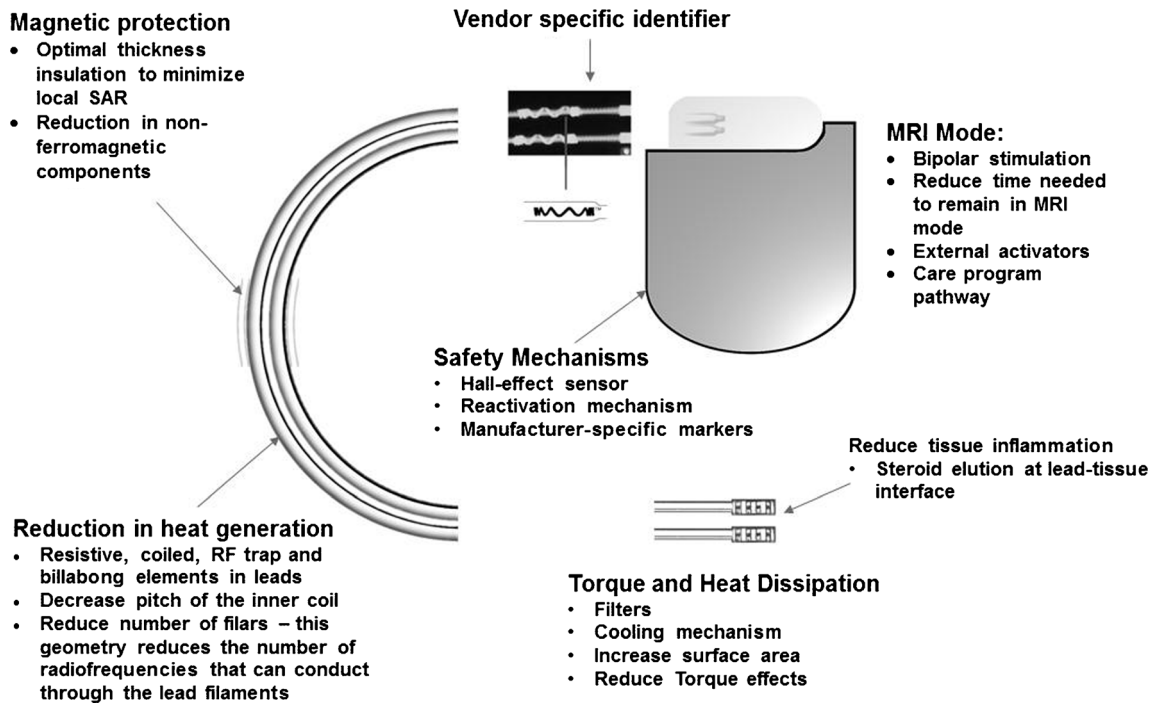 Magnetic protection
• Optimal thickness
insulation to minimize
local SAR
• Reduction in non-
ferromagnetic
components
Vendor specific identifier
MRI Mode:
• Bipolar stimulation
• Reduce time needed
to remain in MRI
mode
• External activators
• Care program
pathway
Safety Mechanisms
• Hall-effect sensor
• Reactivation mechanism
• Manufacturer-specific markers
Reduce tissue inflammation
• Steroid elution at lead-tissue
interface
Reduction in heat generation
• Resistive, coiled, RF trap and
billabong elements in leads
• Decrease pitch of the inner coil
• Reduce number of filars – this
geometry reduces the number of
radiofrequencies that can conduct
through the lead filaments
Torque and Heat Dissipation
• Filters
• Cooling mechanism
• Increase surface area
• Reduce Torque effects